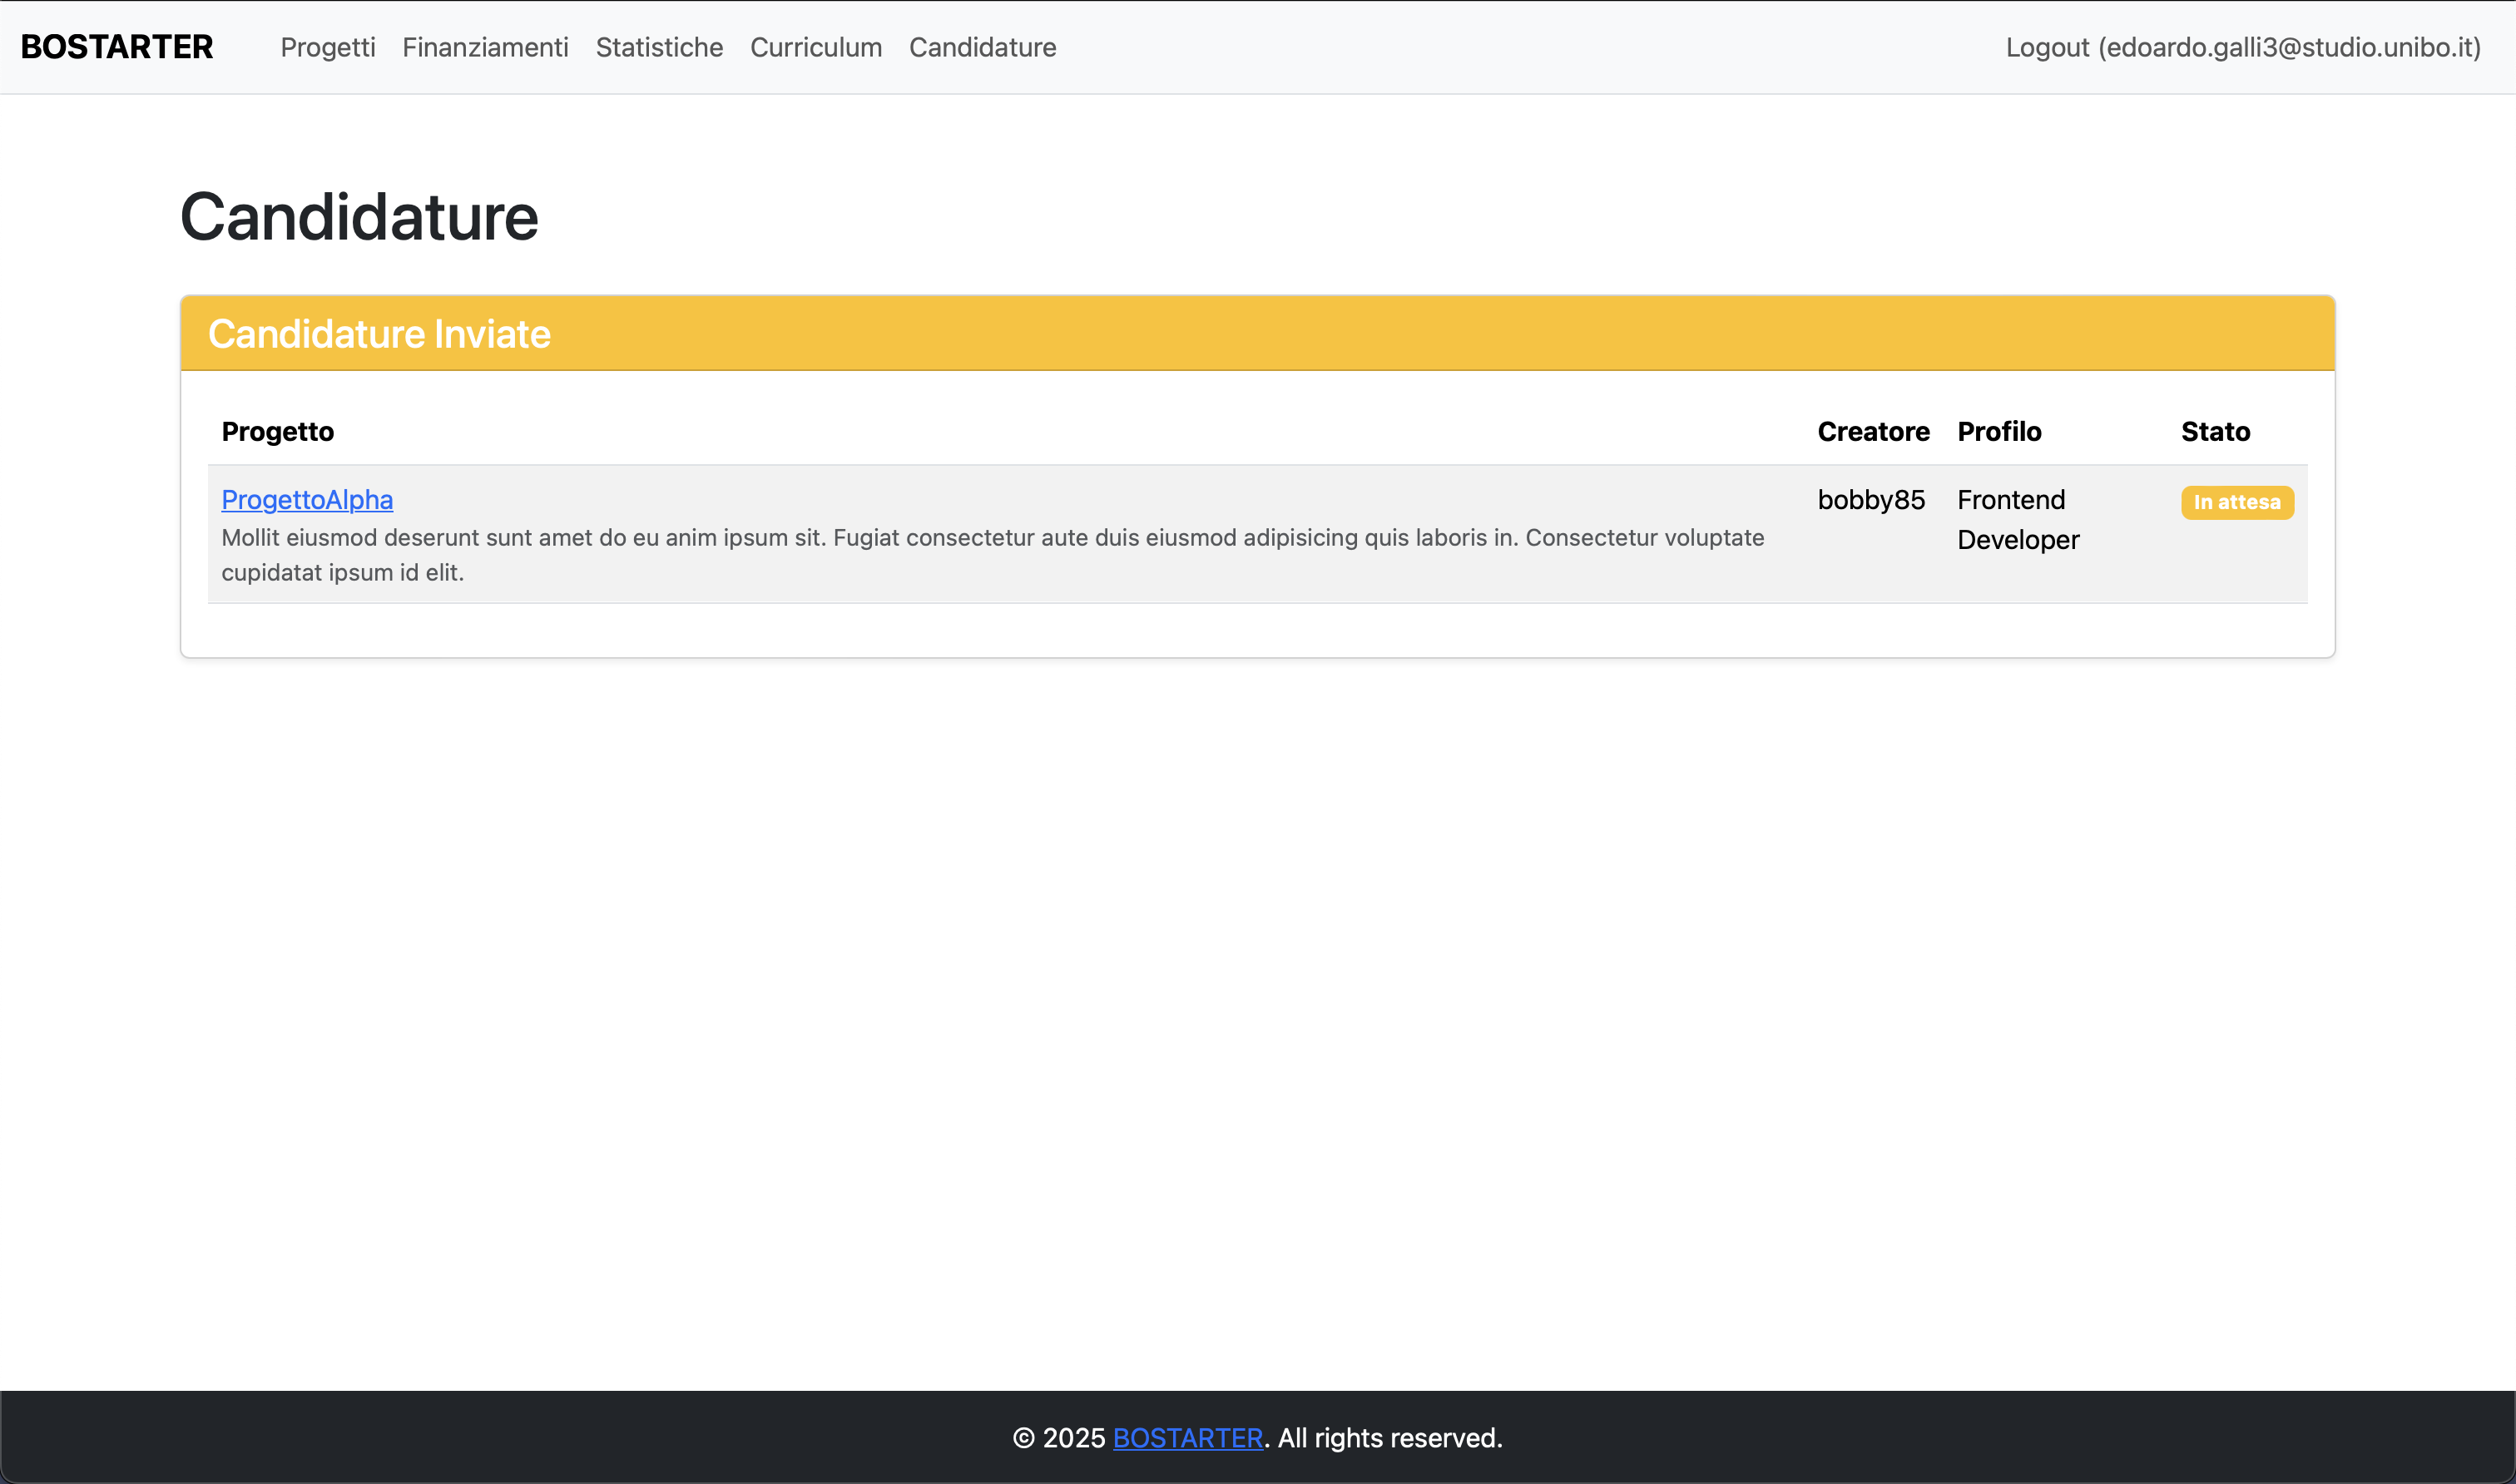 BOSTARTER Progetti Finanziamenti Statistiche Curriculum Candidature Logout (edoardo.galli3@studio.unibo.it)
Candidature
Candidature Inviate
Progetto Creatore Profilo Stato
ProgettoAlpha bobby85 Frontend In attesa
Mollit eiusmod deserunt sunt amet do eu anim ipsum sit. Fugiat consectetur aute duis eiusmod adipisicing quis laboris in. Consectetur voluptate Developer
cupidatat ipsum id elit.
© 2025 BOSTARTER. All rights reserved.